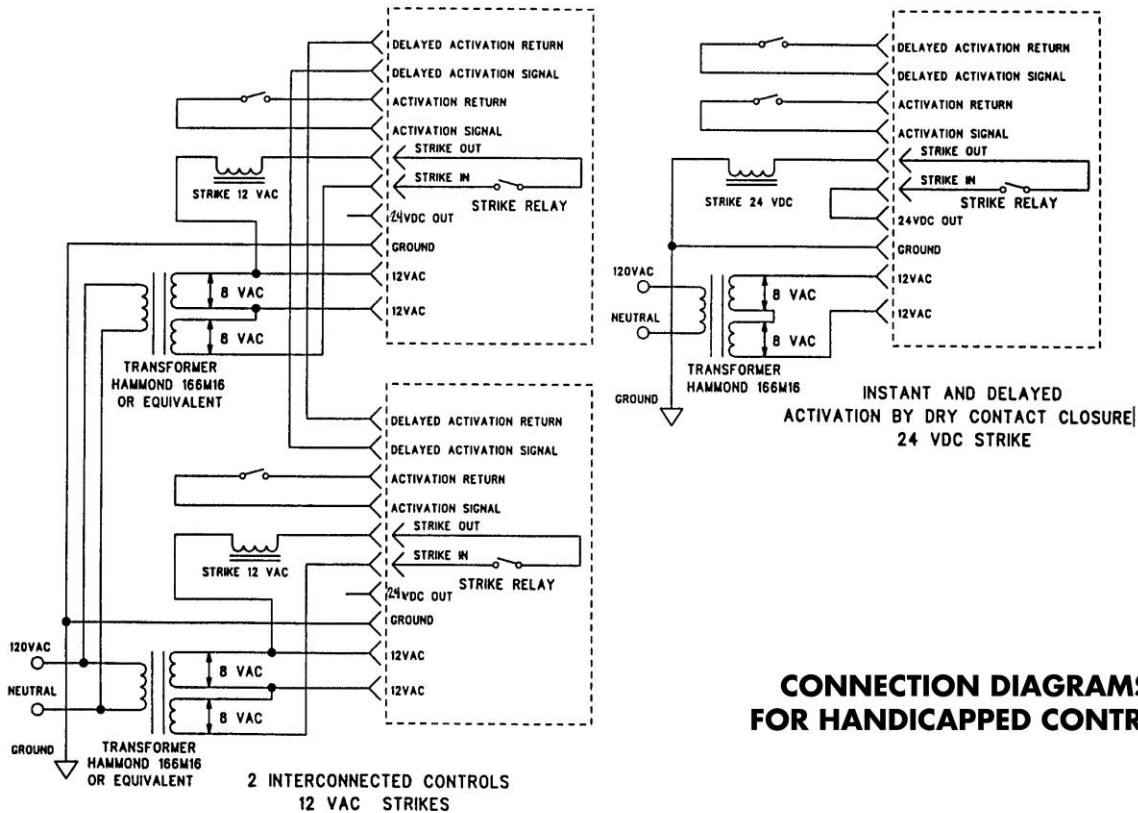 DELAYED ACTIVATION RETURN
DELAYED ACTIVATION SIGNAL
ACTIVATION RETURN
ACTIVATION SIGNAL
STRIKE OUT
STRIKE IN
STRIKE 12 VAC
STRIKE RELAY
24VDC OUT
GROUND
12VAC
8 VAC
12VAC
8 VAC
TRANSFORMER
HAMMOND 166M16
OR EQUIVALENT
DELAYED ACTIVATION RETURN
DELAYED ACTIVATION SIGNAL
ACTIVATION RETURN
ACTIVATION SIGNAL
STRIKE OUT
STRIKE IN
STRIKE 12 VAC
STRIKE RELAY
24VDC OUT
GROUND
120VAC
12VAC
8 VAC
NEUTRAL
12VAC
8 VAC
GROUND
TRANSFORMER
HAMMOND 166M16
OR EQUIVALENT
2 INTERCONNECTED CONTROLS
12 VAC STRIKES
DELAYED ACTIVATION RETURN
DELAYED ACTIVATION SIGNAL
ACTIVATION RETURN
ACTIVATION SIGNAL
STRIKE OUT
STRIKE IN
STRIKE 24 VDC
STRIKE RELAY
24VDC OUT
GROUND
120VAC
12VAC
8 VAC
NEUTRAL
12VAC
8 VAC
TRANSFORMER
HAMMOND 166M16
GROUND
INSTANT AND DELAYED
ACTIVATION BY DRY CONTACT CLOSURE
24 VDC STRIKE
CONNECTION DIAGRAMS
FOR HANDICAPPED CONTR